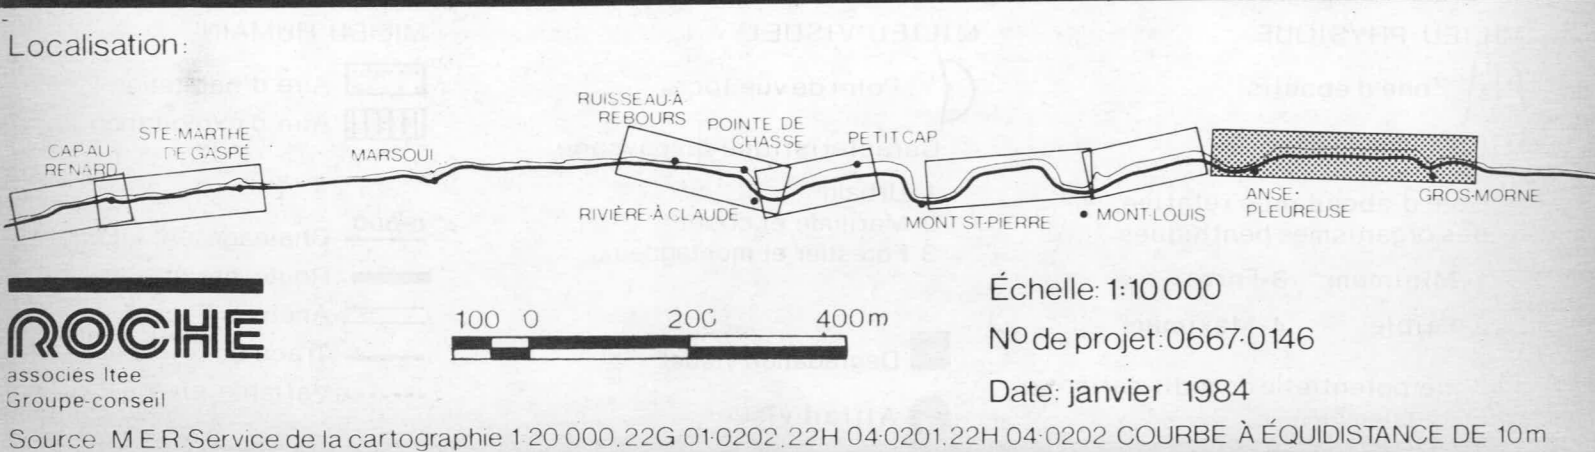 Localisation:
CAP AU
RENARD
STE-MARTHE
DE GASPÉ
MARSOUI
RUISSEAU-À
REBOURS
POINTE DE
CHASSE
PETIT CAP
RIVIÈRE-À CLAUDE
MONT ST-PIERRE
MONT-LOUIS
ANSE-
PLEUREUSE
GROS-MORNE
ROCHE
associés ltée
Groupe-conseil
100 0 200 400m
Échelle: 1:10 000
Nº de projet: 0667-0146
Date: janvier 1984
Source M E R Service de la cartographie 1:20 000, 22G 01-0202, 22H 04-0201, 22H 04-0202 COURBE À ÉQUIDISTANCE DE 10m